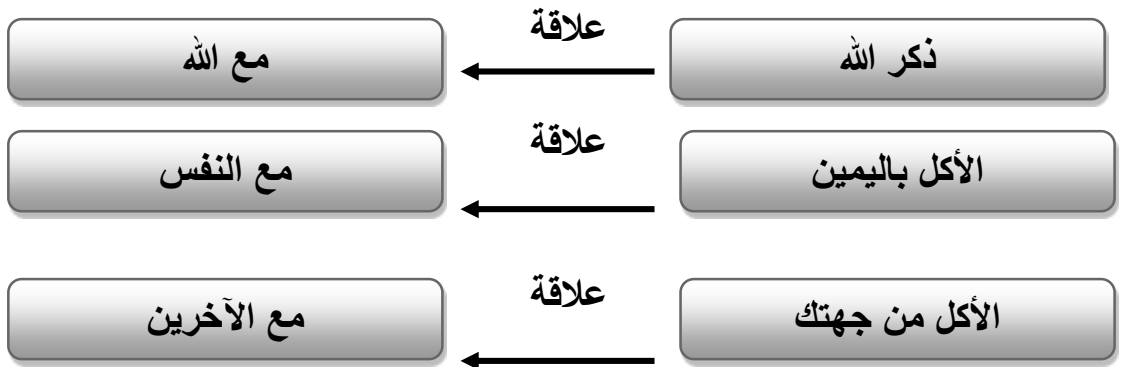 ذكر الله علاقة مع الله
الأكل باليمين علاقة مع النفس
الأكل من جهتك علاقة مع الآخرين